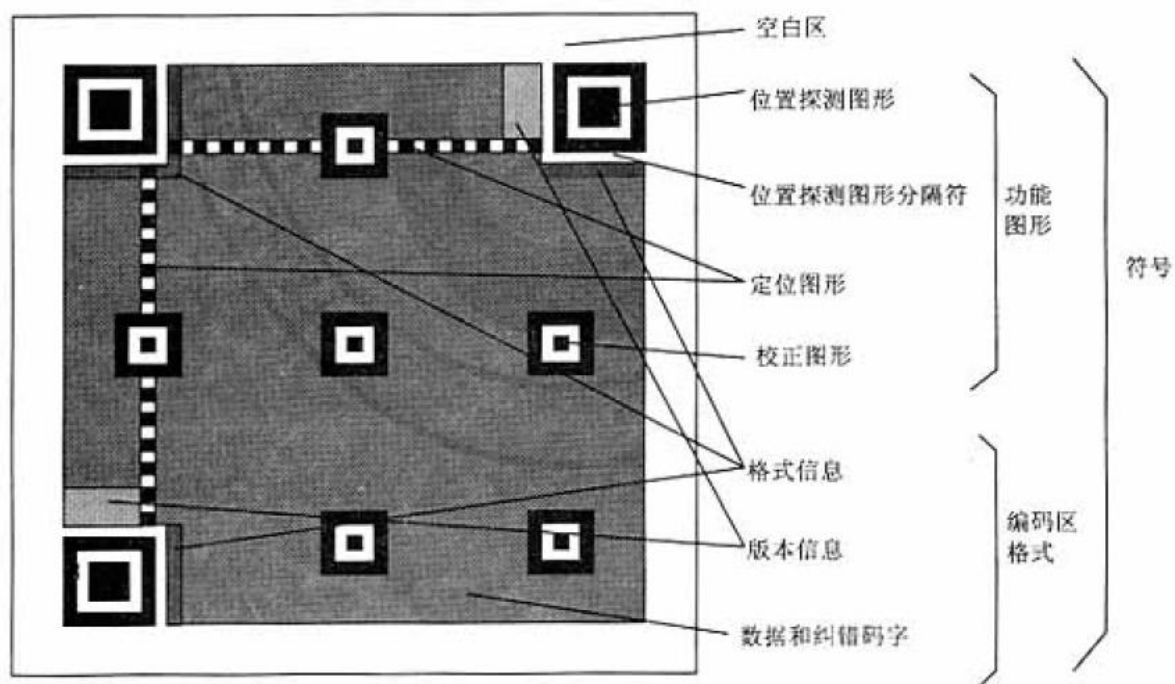 空白区
位置探测图形
位置探测图形分隔符
功能
图形
定位图形
符号
校正图形
格式信息
版本信息
编码区
格式
数据和纠错码字